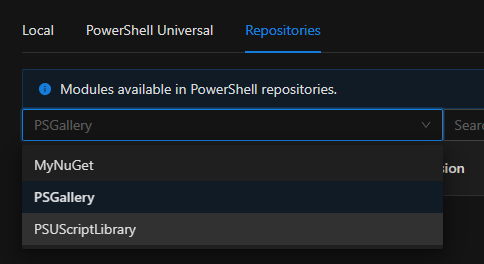 Local PowerShell Universal Repositories
Modules available in PowerShell repositories.
PSGallery
MyNuGet
PSGallery
PSUScriptLibrary